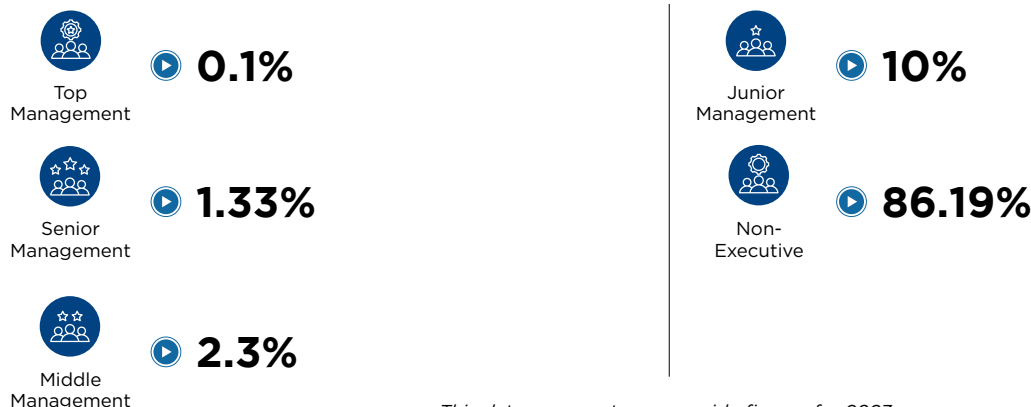 Top
Management
0.1%
Senior
Management
1.33%
Middle
Management
2.3%
Junior
Management
10%
Non-
Executive
86.19%